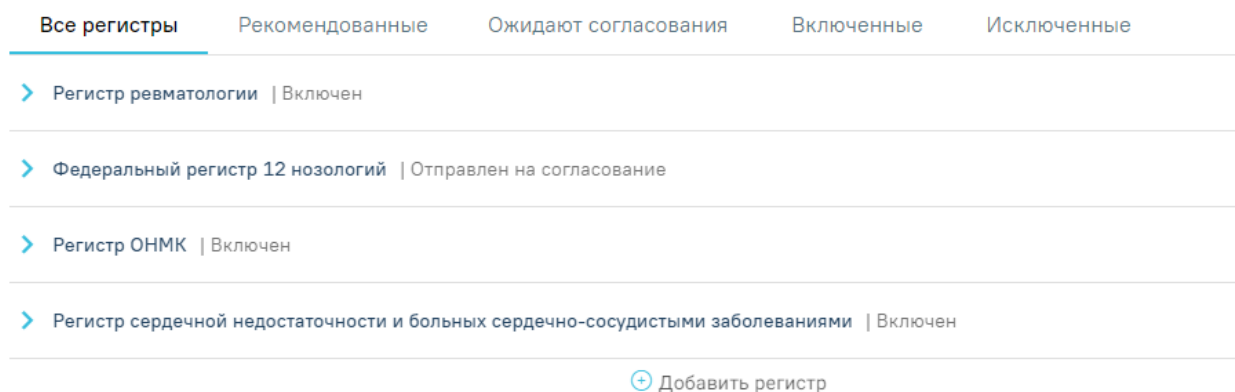 Все регистры Рекомендованные Ожидают согласования Включенные Исключенные
Регистр ревматологии | Включен
Федеральный регистр 12 нозологий | Отправлен на согласование
Регистр ОНМК | Включен
Регистр сердечной недостаточности и больных сердечно-сосудистыми заболеваниями | Включен
Добавить регистр